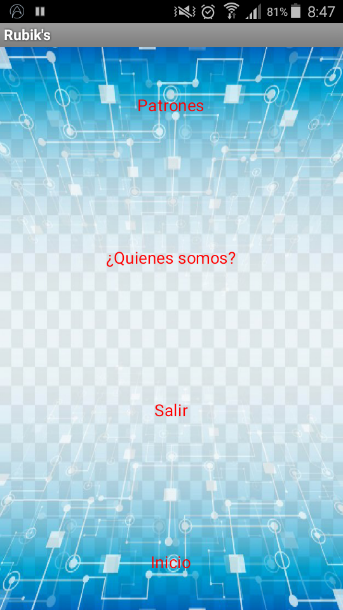 81% 8:47
Rubik's
Patrones
¿Quienes somos?
Salir
Inicio